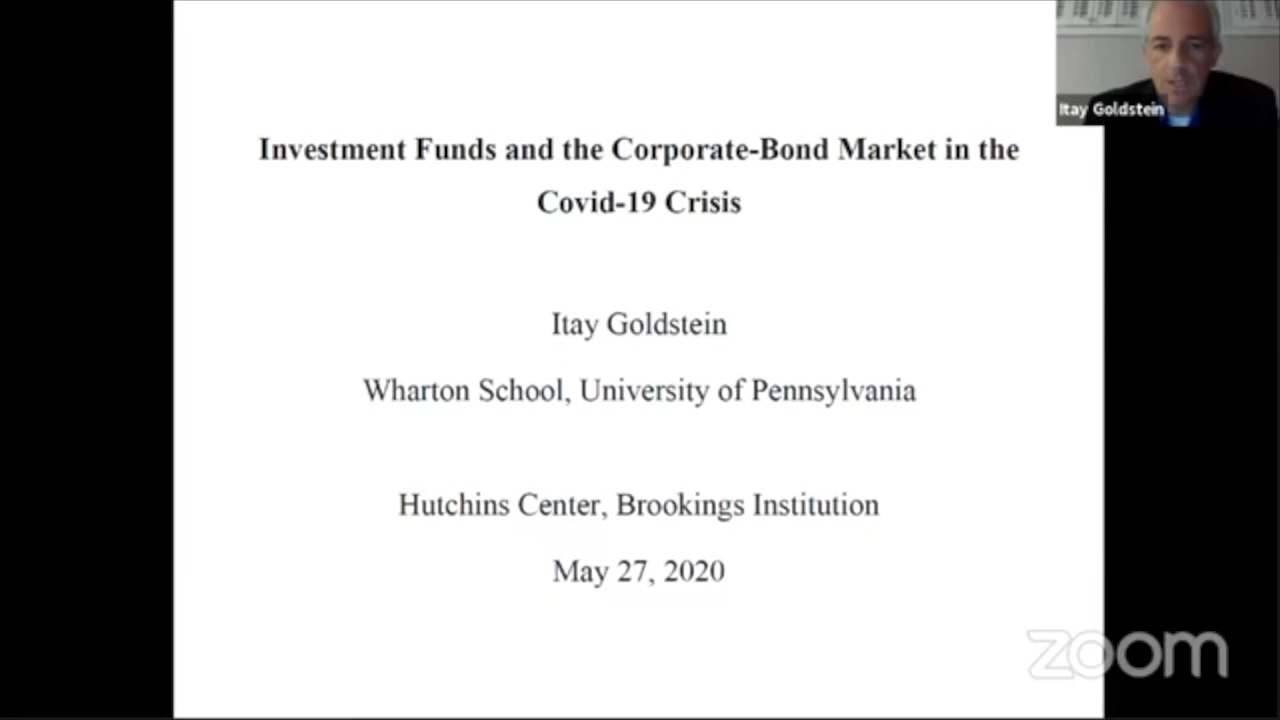 Investment Funds and the Corporate-Bond Market in the
Covid-19 Crisis
Itay Goldstein
Wharton School, University of Pennsylvania
Hutchins Center, Brookings Institution
May 27, 2020
Itay Goldstein
zoom